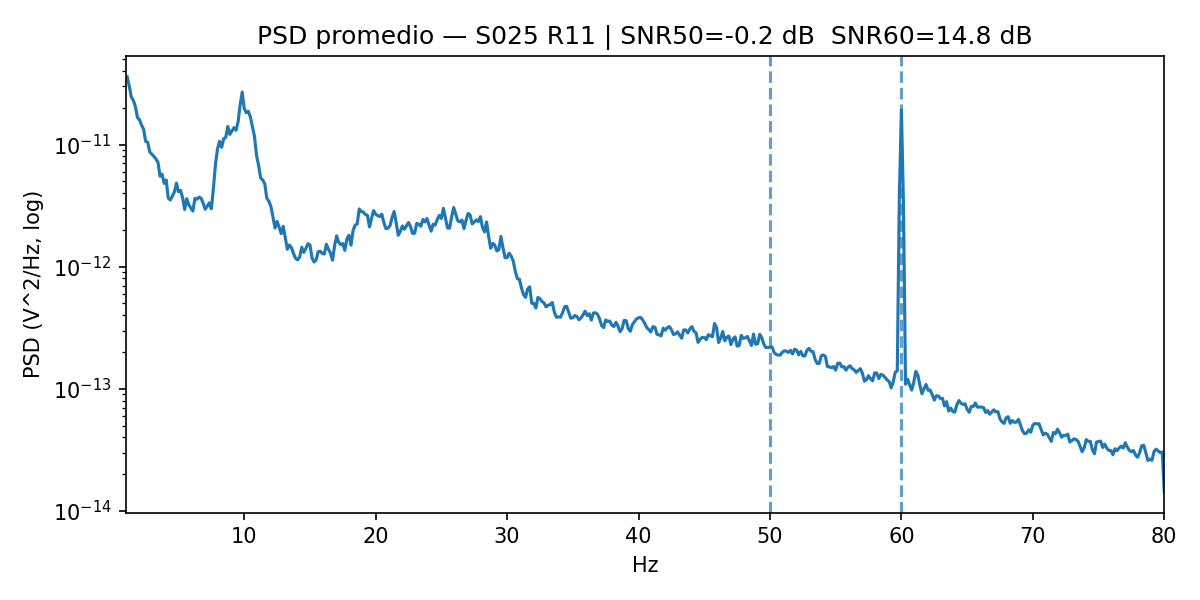 PSD promedio — S025 R11 | SNR50=-0.2 dB  SNR60=14.8 dB
PSD (V^2/Hz, log)
10⁻¹¹
10⁻¹²
10⁻¹³
10⁻¹⁴
10 20 30 40 50 60 70 80
Hz